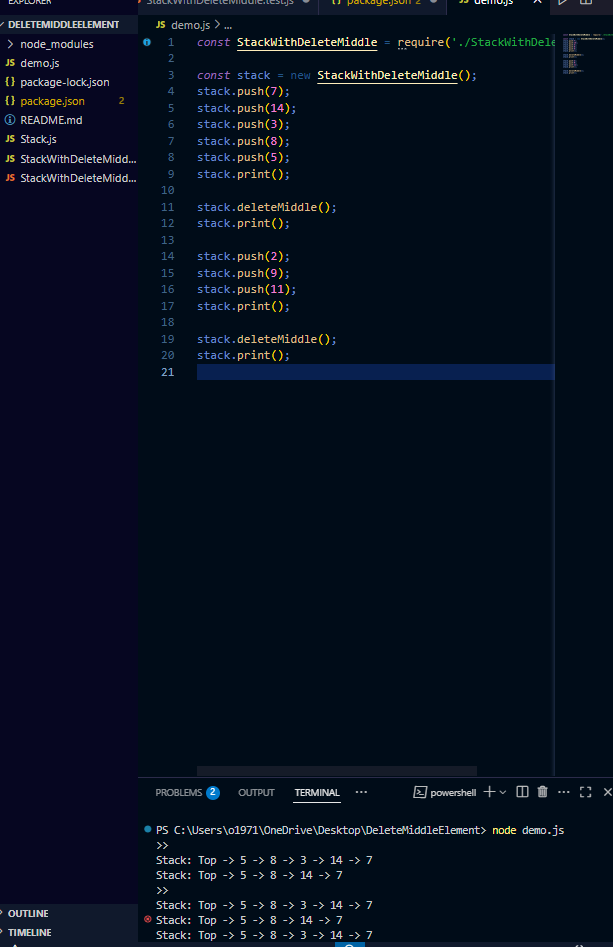 EXPLORER
StackWithDeleteMiddle.test.js
{} package.json 2
JS demo.js
DELETEMIDDLEELEMENT
node_modules
JS demo.js
{} package-lock.json
{} package.json 2
README.md
JS Stack.js
JS StackWithDeleteMidd...
JS StackWithDeleteMidd...
OUTLINE
TIMELINE
JS demo.js > ...
1 const StackWithDeleteMiddle = require('./StackWithDele
2
3 const stack = new StackWithDeleteMiddle();
4 stack.push(7);
5 stack.push(14);
6 stack.push(3);
7 stack.push(8);
8 stack.push(5);
9 stack.print();
10
11 stack.deleteMiddle();
12 stack.print();
13
14 stack.push(2);
15 stack.push(9);
16 stack.push(11);
17 stack.print();
18
19 stack.deleteMiddle();
20 stack.print();
21
PROBLEMS 2 OUTPUT TERMINAL ... powershell
PS C:\Users\o1971\OneDrive\Desktop\DeleteMiddleElement> node demo.js
>>
Stack: Top -> 5 -> 8 -> 3 -> 14 -> 7
Stack: Top -> 5 -> 8 -> 14 -> 7
>>
Stack: Top -> 5 -> 8 -> 3 -> 14 -> 7
Stack: Top -> 5 -> 8 -> 14 -> 7
Stack: Top -> 5 -> 8 -> 3 -> 14 -> 7